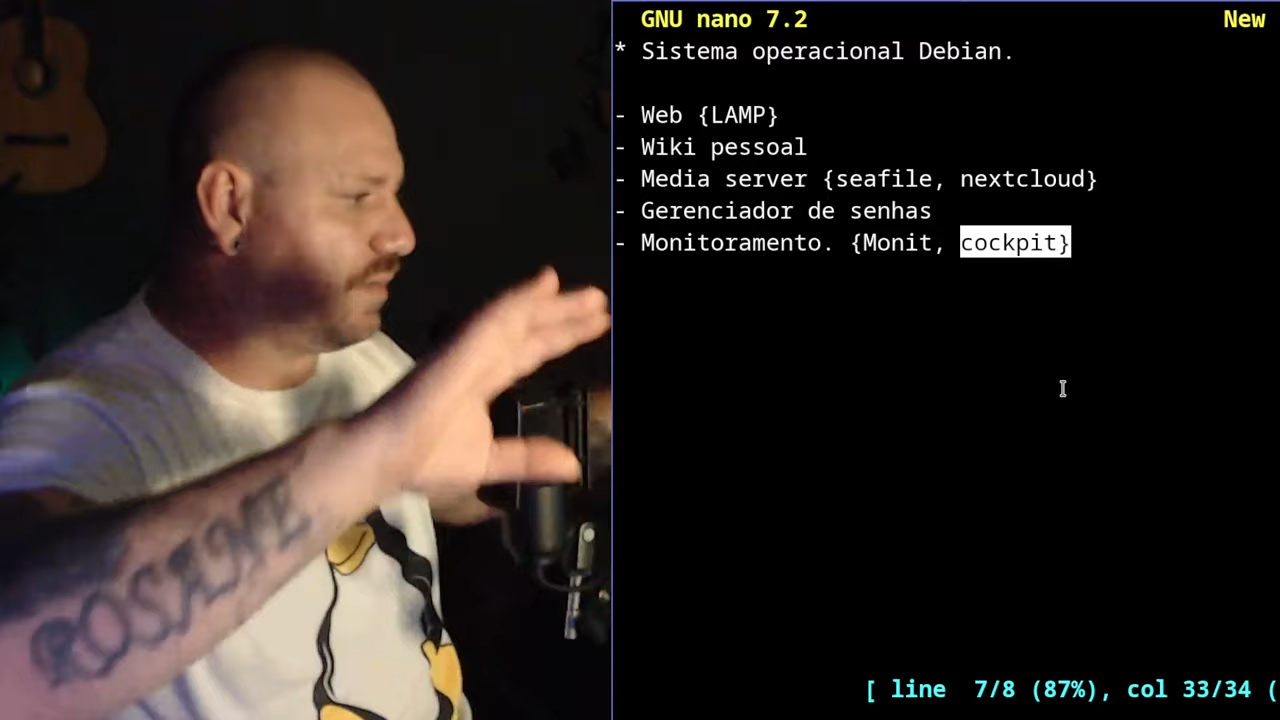 GNU nano 7.2 New
* Sistema operacional Debian.
- Web {LAMP}
- Wiki pessoal
- Media server {seafile, nextcloud}
- Gerenciador de senhas
- Monitoramento. {Monit, cockpit}
[ line 7/8 (87%), col 33/34 (
ROSANE